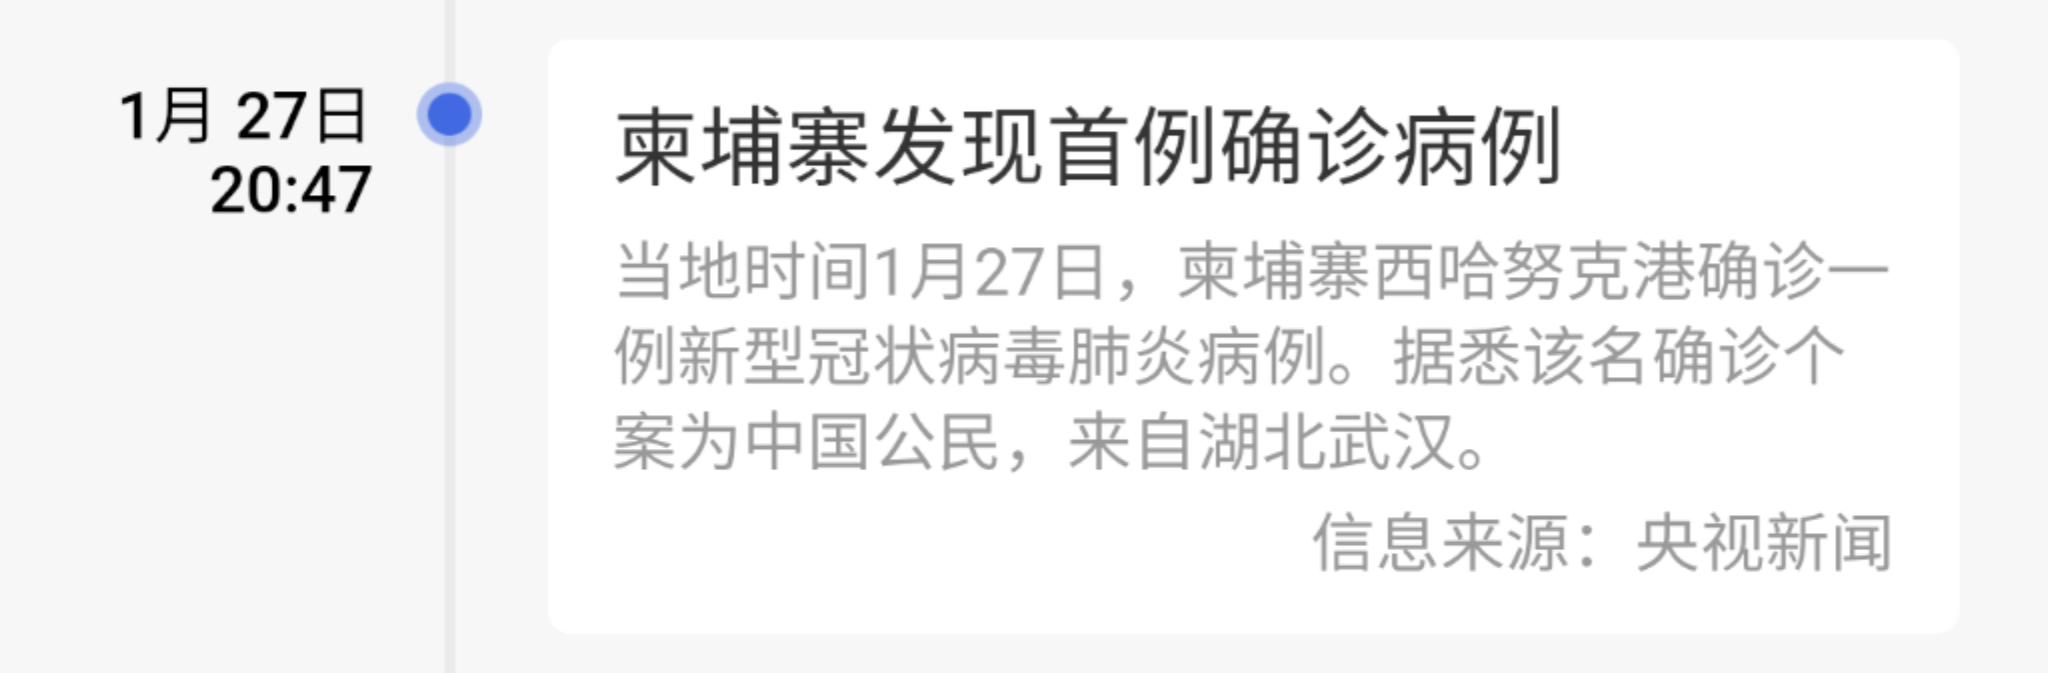 1月 27日
20:47
柬埔寨发现首例确诊病例
当地时间1月27日，柬埔寨西哈努克港确诊一
例新型冠状病毒肺炎病例。据悉该名确诊个
案为中国公民，来自湖北武汉。
信息来源：央视新闻